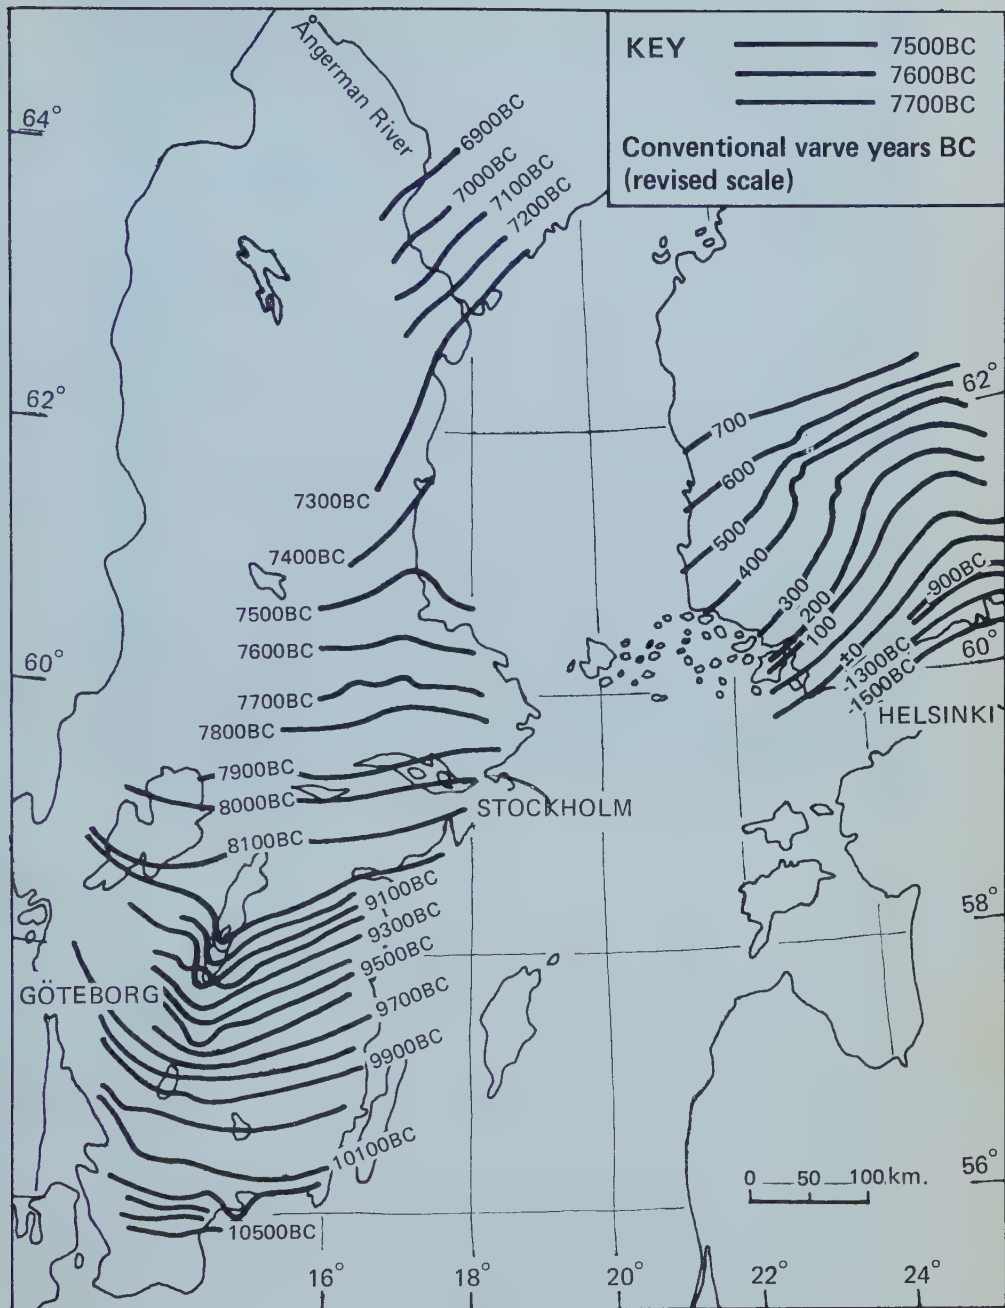 KEY
7500BC
7600BC
7700BC
Conventional varve years BC
(revised scale)
Ångerman River
64°
6900BC
7000BC
7100BC
7200BC
62°
62°
700
600
500
400
300
200
100
±0
-900BC
-1300BC
-1500BC
7300BC
7400BC
7500BC
7600BC
60°
60°
7700BC
7800BC
HELSINKI
7900BC
8000BC
STOCKHOLM
8100BC
9100BC
58°
9300BC
9500BC
GÖTEBORG
9700BC
9900BC
10100BC
56°
0 50 100 km.
10500BC
16°
18°
20°
22°
24°